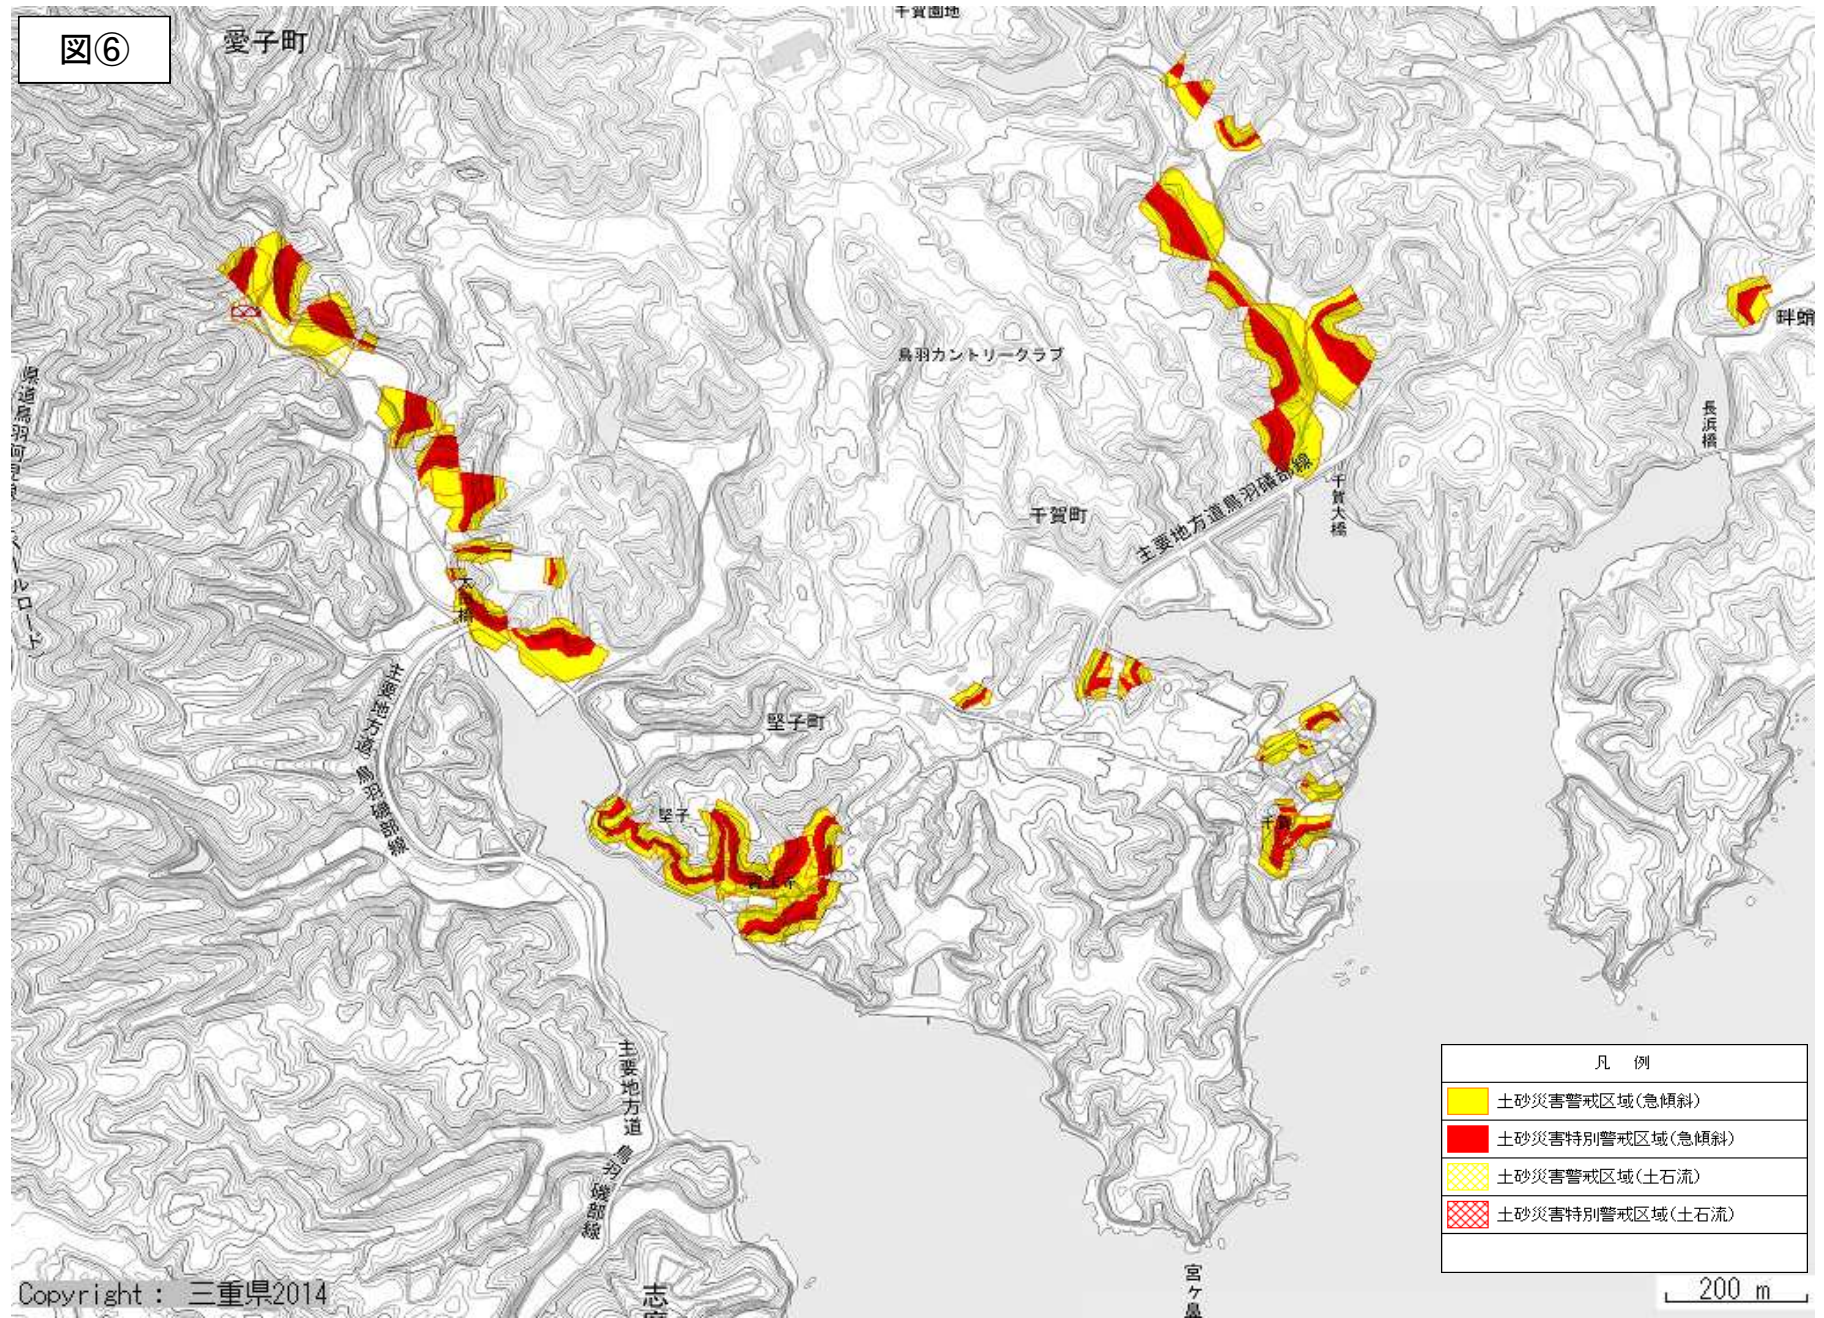 図⑥
愛子町
千賀園地
畔蛸
鳥羽カントリークラブ
長浜橋
千賀町
千賀大橋
主要地方道鳥羽磯部線
主要地方道 鳥羽磯部線
堅子町
堅子
千賀
主要地方道 鳥羽磯部線
宮ヶ鼻
凡 例
土砂災害警戒区域(急傾斜)
土砂災害特別警戒区域(急傾斜)
土砂災害警戒区域(土石流)
土砂災害特別警戒区域(土石流)
Copyright : 三重県2014
200 m